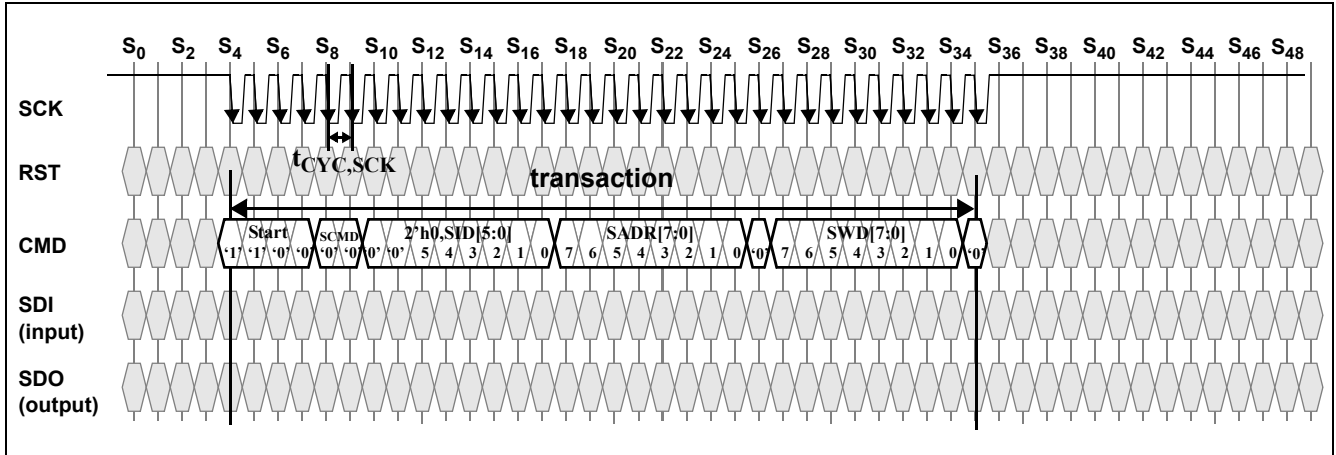 S0 S2 S4 S6 S8 S10 S12 S14 S16 S18 S20 S22 S24 S26 S28 S30 S32 S34 S36 S38 S40 S42 S44 S46 S48
SCK
tCYC,SCK
RST
transaction
Start SCMD 2'h0,SID[5:0] SADR[7:0] SWD[7:0]
CMD
‘1’ ‘1’ ‘0’ ‘0’ ‘0’ ‘0’ ‘0’ ‘0’ 5 4 3 2 1 0 7 6 5 4 3 2 1 0 ‘0’ 7 6 5 4 3 2 1 0 ‘0’
SDI
(input)
SDO
(output)